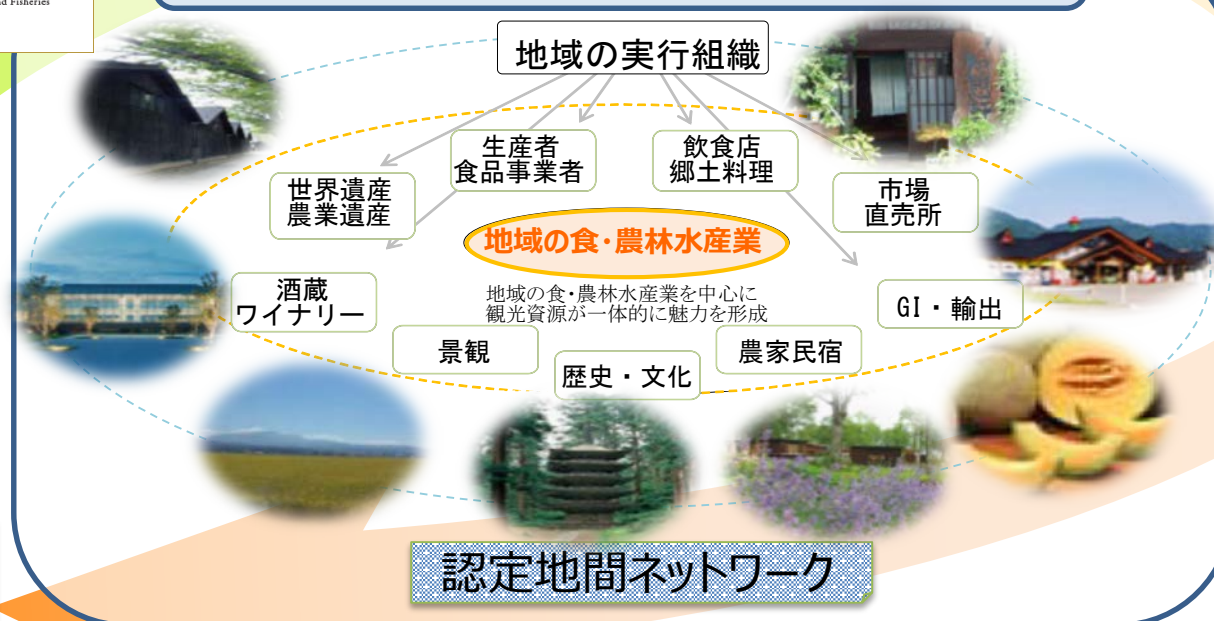 nd Fisheries
地域の実行組織
生産者
食品事業者
飲食店
郷土料理
世界遺産
農業遺産
市場
直売所
地域の食・農林水産業
酒蔵
ワイナリー
地域の食・農林水産業を中心に
観光資源が一体的に魅力を形成
GI・輸出
景観
農家民宿
歴史・文化
認定地間ネットワーク